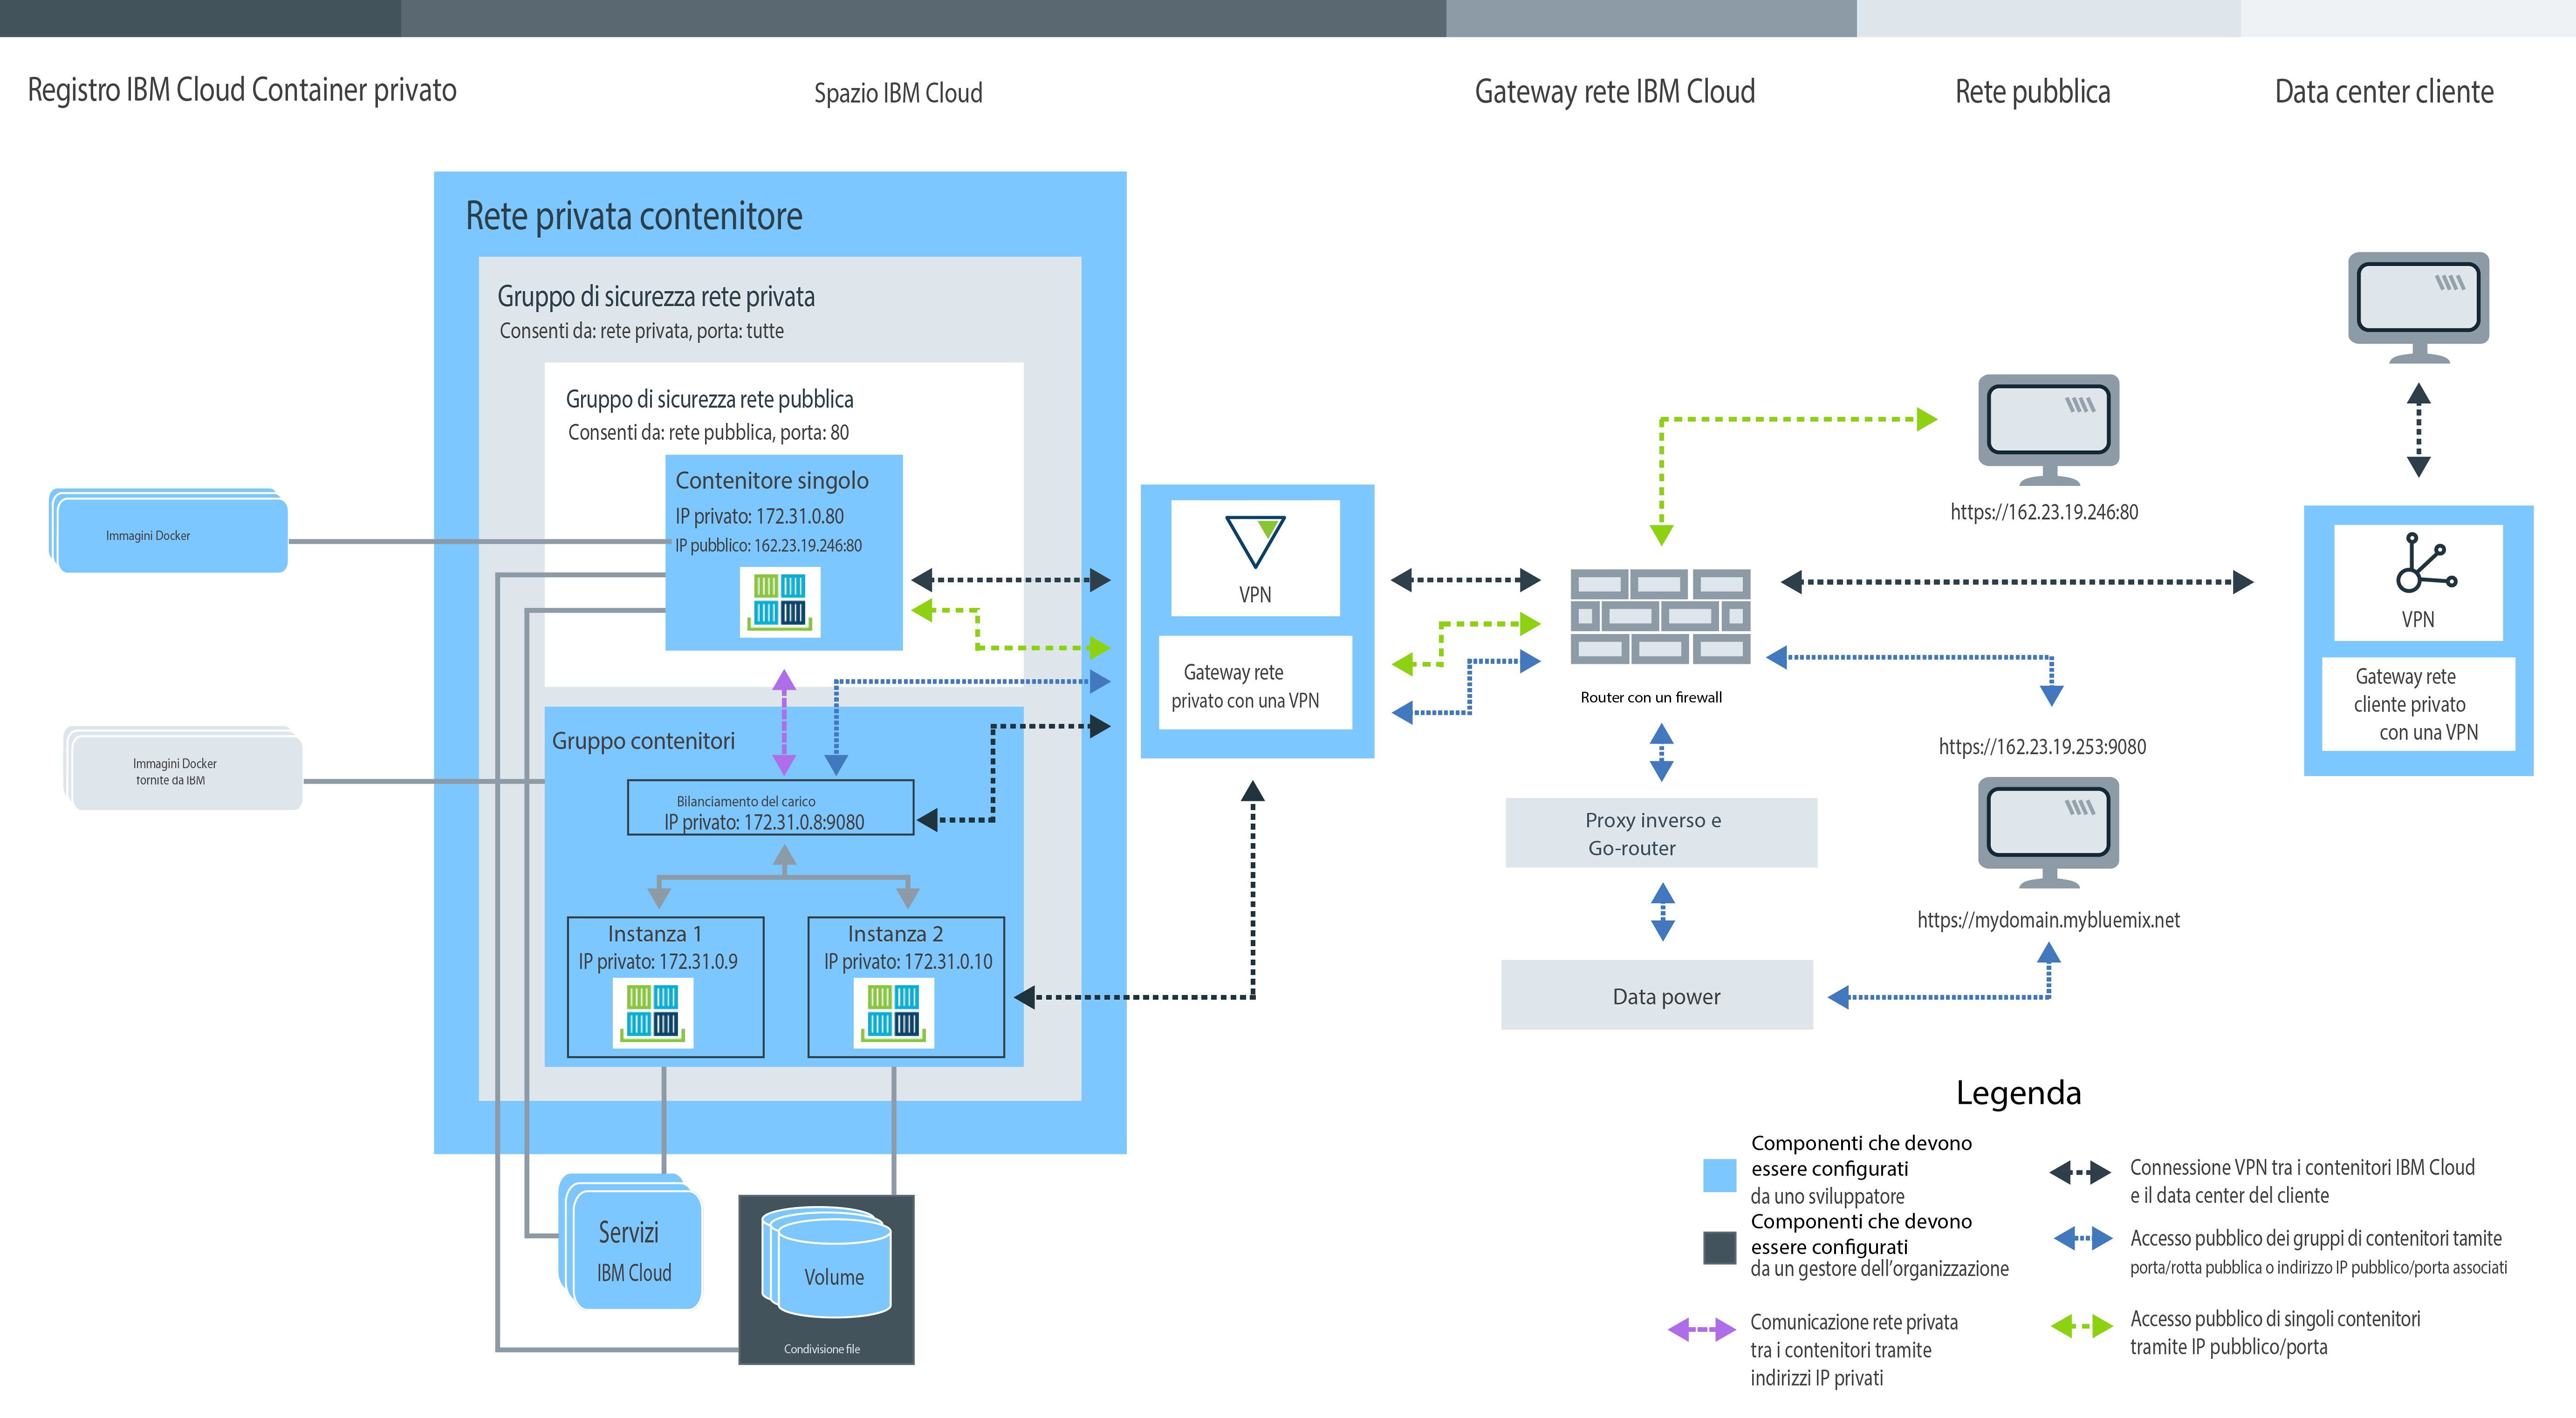 Registro IBM Cloud Container privato
Spazio IBM Cloud
Gateway rete IBM Cloud
Rete pubblica
Data center cliente
Rete privata contenitore
Gruppo di sicurezza rete privata
Consenti da: rete privata, porta: tutte
Gruppo di sicurezza rete pubblica
Consenti da: rete pubblica, porta: 80
Contenitore singolo
IP privato: 172.31.0.80
IP pubblico: 162.23.19.246:80
Immagini Docker
Immagini Docker
fornite da IBM
Gruppo contenitori
Bilanciamento del carico
IP privato: 172.31.0.8:9080
Instanza 1
IP privato: 172.31.0.9
Instanza 2
IP privato: 172.31.0.10
Servizi
IBM Cloud
Volume
Condivisione file
VPN
Gateway rete
privato con una VPN
Router con un firewall
Proxy inverso e
Go-router
Data power
https://162.23.19.246:80
https://162.23.19.253:9080
https://mydomain.mybluemix.net
VPN
Gateway rete
cliente privato
con una VPN
Legenda
Componenti che devono
essere configurati
da uno sviluppatore
Componenti che devono
essere configurati
da un gestore dell'organizzazione
Comunicazione rete privata
tra i contenitori tramite
indirizzi IP privati
Connessione VPN tra i contenitori IBM Cloud
e il data center del cliente
Accesso pubblico dei gruppi di contenitori tamite
porta/rotta pubblica o indirizzo IP pubblico/porta associati
Accesso pubblico di singoli contenitori
tramite IP pubblico/porta